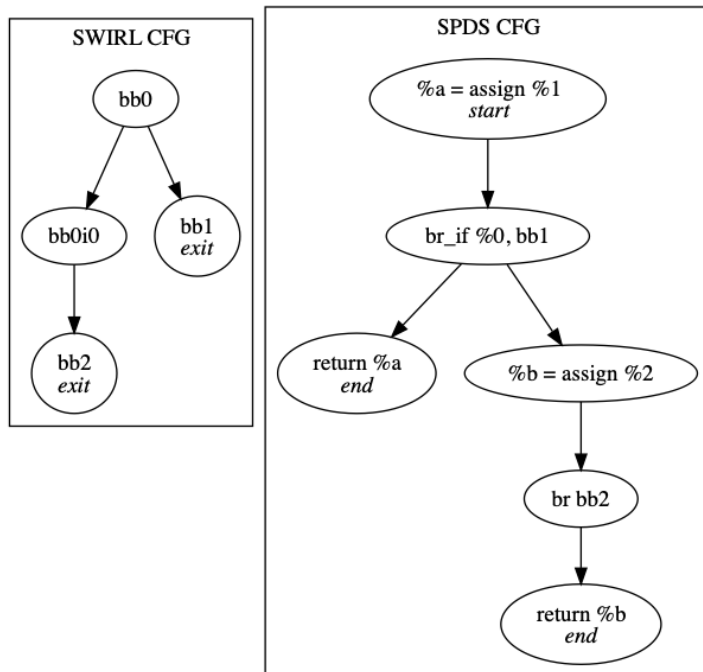 SWIRL CFG
bb0
bb0i0
bb1
exit
bb2
exit
SPDS CFG
%a = assign %1
start
br_if %0, bb1
return %a
end
%b = assign %2
br bb2
return %b
end